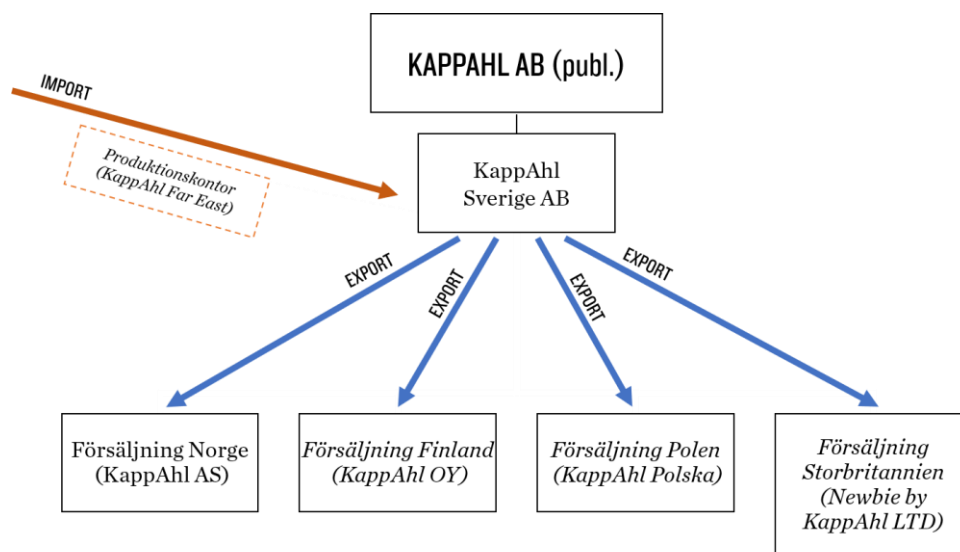 KAPPAHL AB (publ.)
IMPORT
Produktionskontor
(KappAhl Far East)
KappAhl
Sverige AB
EXPORT
EXPORT
EXPORT
EXPORT
Försäljning Norge
(KappAhl AS)
Försäljning Finland
(KappAhl OY)
Försäljning Polen
(KappAhl Polska)
Försäljning
Storbritannien
(Newbie by
KappAhl LTD)